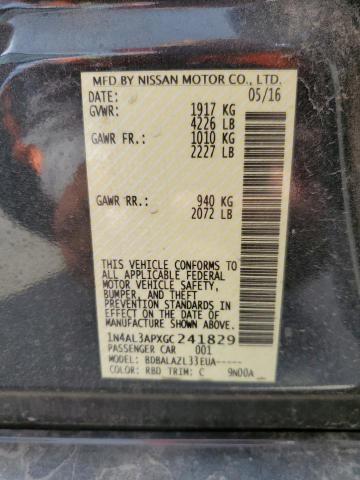 MFD.BY NISSAN MOTOR CO., LTD.
DATE: 05/16
GVWR: 1917 KG
4226 LB
GAWR FR.: 1010 KG
2227 LB
GAWR RR.: 940 KG
2072 LB
THIS VEHICLE CONFORMS TO
ALL APPLICABLE FEDERAL
MOTOR VEHICLE SAFETY,
BUMPER, AND THEFT
PREVENTION STANDARDS IN
EFFECT ON THE DATE OF
MANUFACTURE SHOWN ABOVE.
1N4AL3APXGC241829
PASSENGER CAR 001
MODEL: BDBALAZL33EUA-----
COLOR: RBD TRIM: C 9N00A